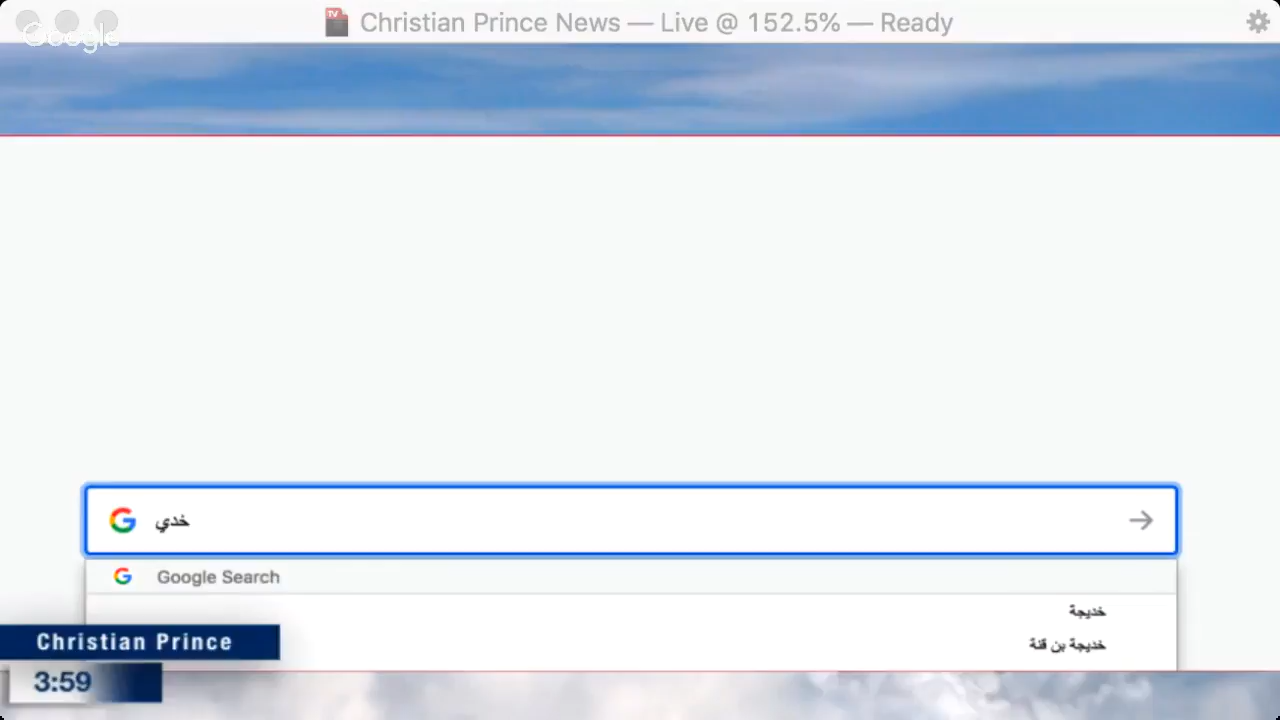 Christian Prince News — Live @ 152.5% — Ready
Google
خدي
Google Search
خديجة
خديجة بن قنة
Christian Prince
3:59